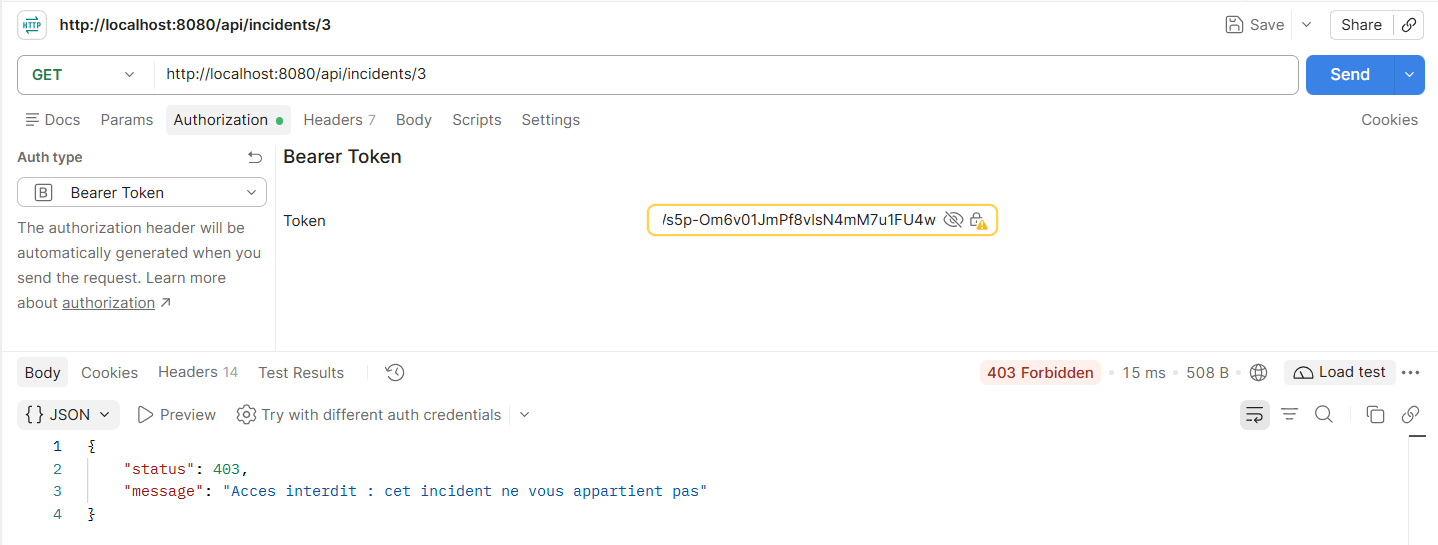 HTTP http://localhost:8080/api/incidents/3 Save Share
GET http://localhost:8080/api/incidents/3 Send
Docs Params Authorization Headers 7 Body Scripts Settings Cookies
Auth type
Bearer Token
B Bearer Token
Token /s5p-Om6v01JmPf8vIsN4mM7u1FU4w
The authorization header will be
automatically generated when you
send the request. Learn more
about authorization
Body Cookies Headers 14 Test Results 403 Forbidden • 15 ms • 508 B • Load test
{} JSON Preview Try with different auth credentials
1 {
2 "status": 403,
3 "message": "Acces interdit : cet incident ne vous appartient pas"
4 }